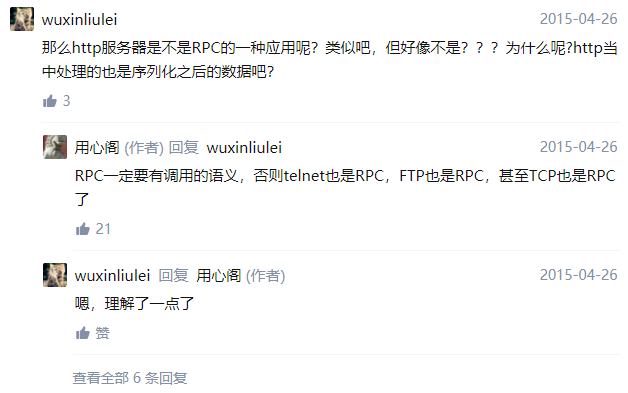 wuxinliulei 2015-04-26
那么http服务器是不是RPC的一种应用呢？类似吧，但好像不是？？？为什么呢?http当
中处理的也是序列化之后的数据吧?
3
用心阁 (作者) 回复 wuxinliulei 2015-04-26
RPC一定要有调用的语义，否则telnet也是RPC，FTP也是RPC，甚至TCP也是RPC
了
21
wuxinliulei 回复 用心阁 (作者) 2015-04-26
嗯，理解了一点了
赞
查看全部 6 条回复